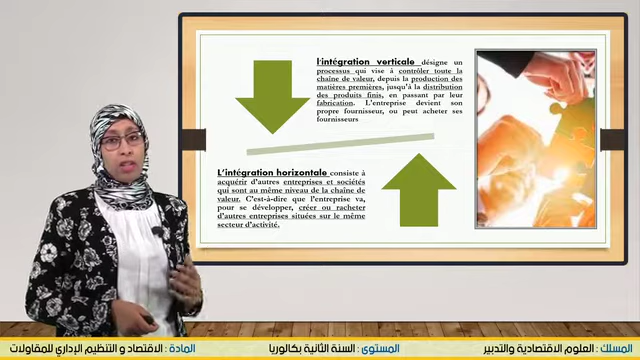 l'intégration verticale désigne un
processus qui vise à contrôler toute la
chaîne de valeur, depuis la production des
matières premières, jusqu'à la distribution
des produits finis, en passant par leur
fabrication. L'entreprise devient son
propre fournisseur, ou peut acheter ses
fournisseurs
L'intégration horizontale consiste à
acquérir d'autres entreprises et sociétés
qui sont au même niveau de la chaîne de
valeur. C'est-à-dire que l'entreprise va,
pour se développer, créer ou racheter
d'autres entreprises situées sur le même
secteur d'activité.
المسلك : العلوم الاقتصادية والتدبير
المستوى : السنة الثانية بكالوريا
المادة : الاقتصاد و التنظيم الإداري للمقاولات